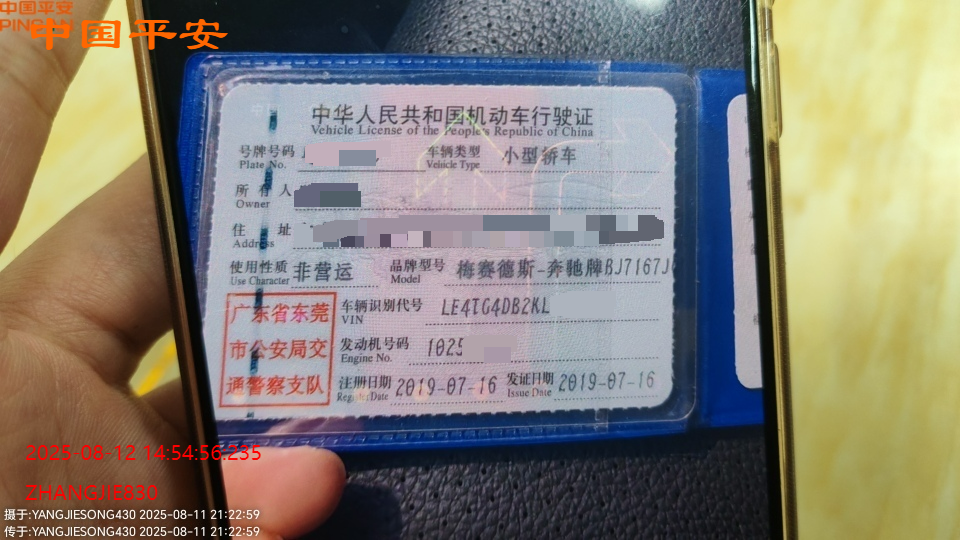 中国平安
PING
中国平安
中华人民共和国机动车行驶证
Vehicle License of the People's Republic of China
号牌号码
Plate No.
车辆类型 小型轿车
Vehicle Type
所有人
Owner
住址
Address
使用性质 非营运
Use Character
品牌型号 梅赛德斯-奔驰牌BJ7167J
Model
广东省东莞
市公安局交
通警察支队
车辆识别代号 LE4TG4DB2KL
VIN
发动机号码 1025
Engine No.
注册日期 2019-07-16
Register Date
发证日期 2019-07-16
Issue Date
2025-08-12 14:54:56.235
ZHANGJIE830
摄于:YANGJIESONG430 2025-08-11 21:22:59
传于:YANGJIESONG430 2025-08-11 21:22:59